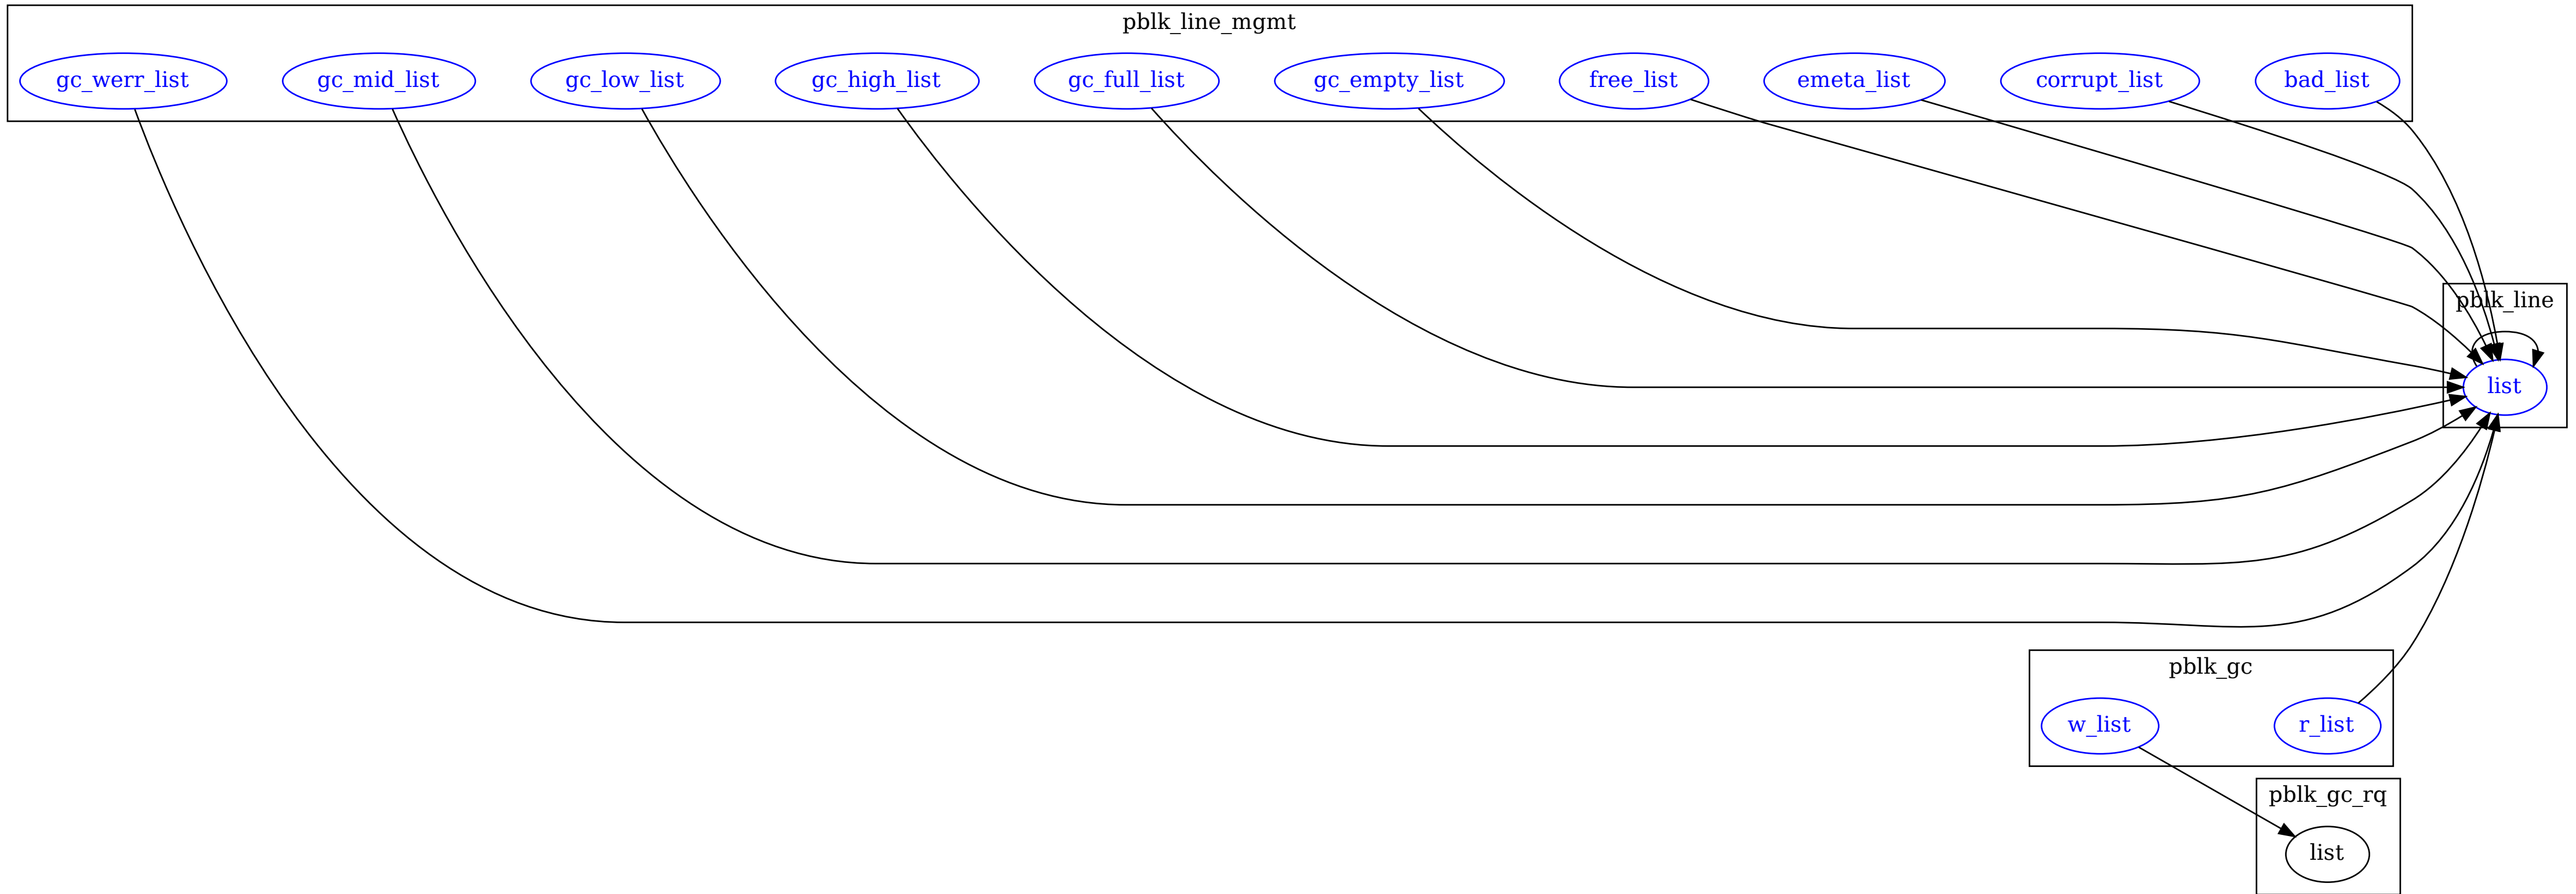 pblk_line_mgmt
gc_werr_list gc_mid_list gc_low_list gc_high_list gc_full_list gc_empty_list free_list emeta_list corrupt_list bad_list
pblk_line
list
pblk_gc
w_list r_list
pblk_gc_rq
list